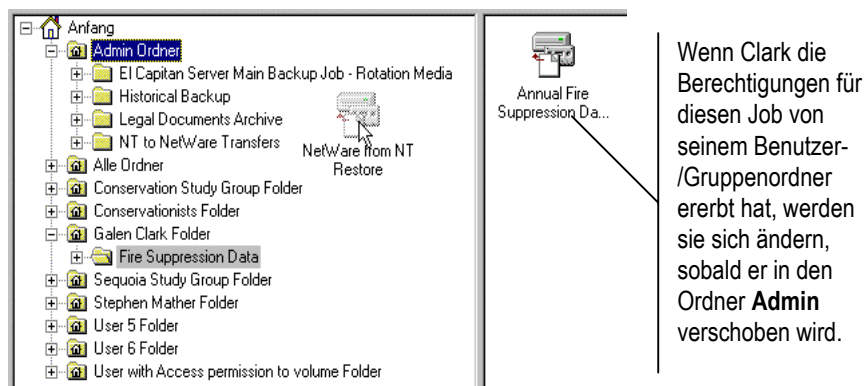 Anfang
Admin Ordner
El Capitan Server Main Backup Job - Rotation Media
Historical Backup
Legal Documents Archive
NT to NetWare Transfers
NetWare from NT
Restore
Alle Ordner
Conservation Study Group Folder
Conservationists Folder
Galen Clark Folder
Fire Suppression Data
Sequoia Study Group Folder
Stephen Mather Folder
User 5 Folder
User 6 Folder
User with Access permission to volume Folder
Annual Fire
Suppression Da...
Wenn Clark die
Berechtigungen für
diesen Job von
seinem Benutzer-
/Gruppenordner
ererbt hat, werden
sie sich ändern,
sobald er in den
Ordner Admin
verschoben wird.